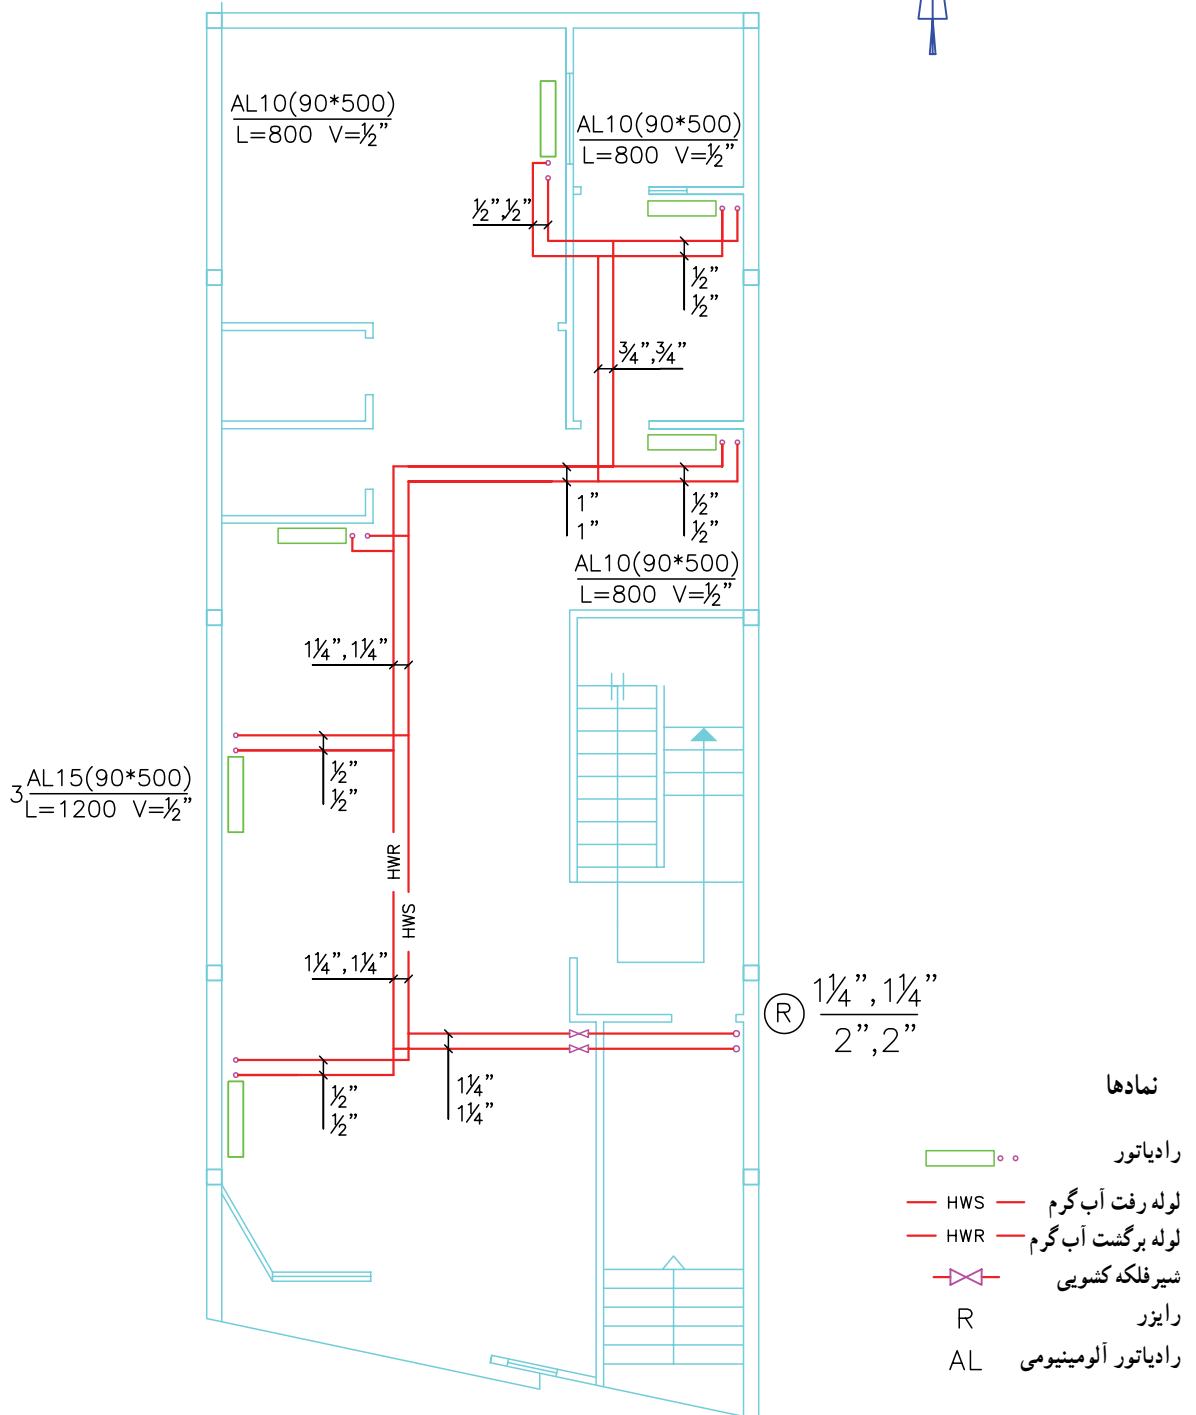 AL10(90*500)
L=800 V=½”
AL10(90*500)
L=800 V=½”
½”,½”
½”
½”
¾”,¾”
1”
1”
½”
½”
AL10(90*500)
L=800 V=½”
1¼”,1¼”
½”
½”
3 AL15(90*500)
L=1200 V=½”
HWR
HWS
1¼”,1¼”
R
1¼”,1¼”
2”,2”
1¼”
1¼”
½”
½”
نمادها
رادیاتور
لوله رفت آب گرم HWS
لوله برگشت آب گرم HWR
شیرفلکه کشویی
رایزر R
رادیاتور آلومینیومی AL